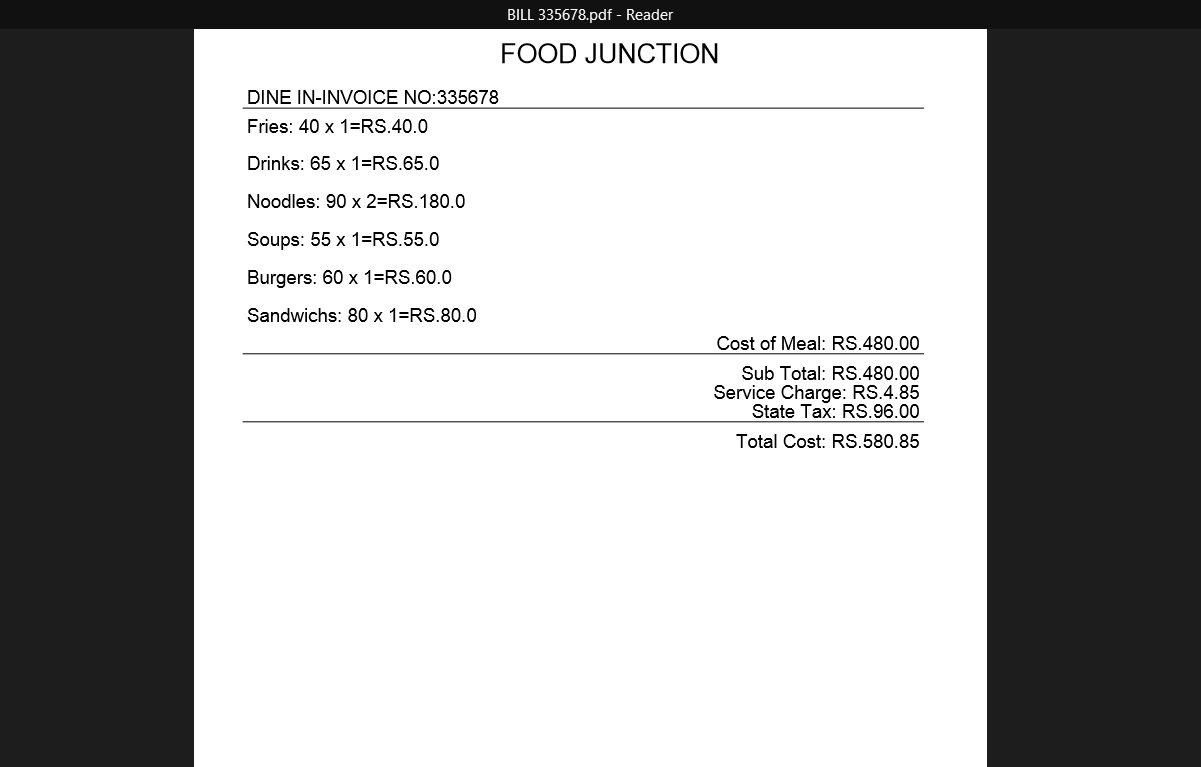 BILL 335678.pdf - Reader
FOOD JUNCTION
DINE IN-INVOICE NO:335678
Fries: 40 x 1=RS.40.0
Drinks: 65 x 1=RS.65.0
Noodles: 90 x 2=RS.180.0
Soups: 55 x 1=RS.55.0
Burgers: 60 x 1=RS.60.0
Sandwichs: 80 x 1=RS.80.0
Cost of Meal: RS.480.00
Sub Total: RS.480.00
Service Charge: RS.4.85
State Tax: RS.96.00
Total Cost: RS.580.85